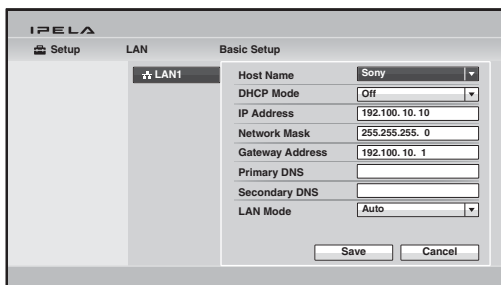 IPELA
Setup LAN Basic Setup
LAN1
Host Name Sony
DHCP Mode Off
IP Address 192.100. 10. 10
Network Mask 255.255.255. 0
Gateway Address 192.100. 10. 1
Primary DNS
Secondary DNS
LAN Mode Auto
Save Cancel